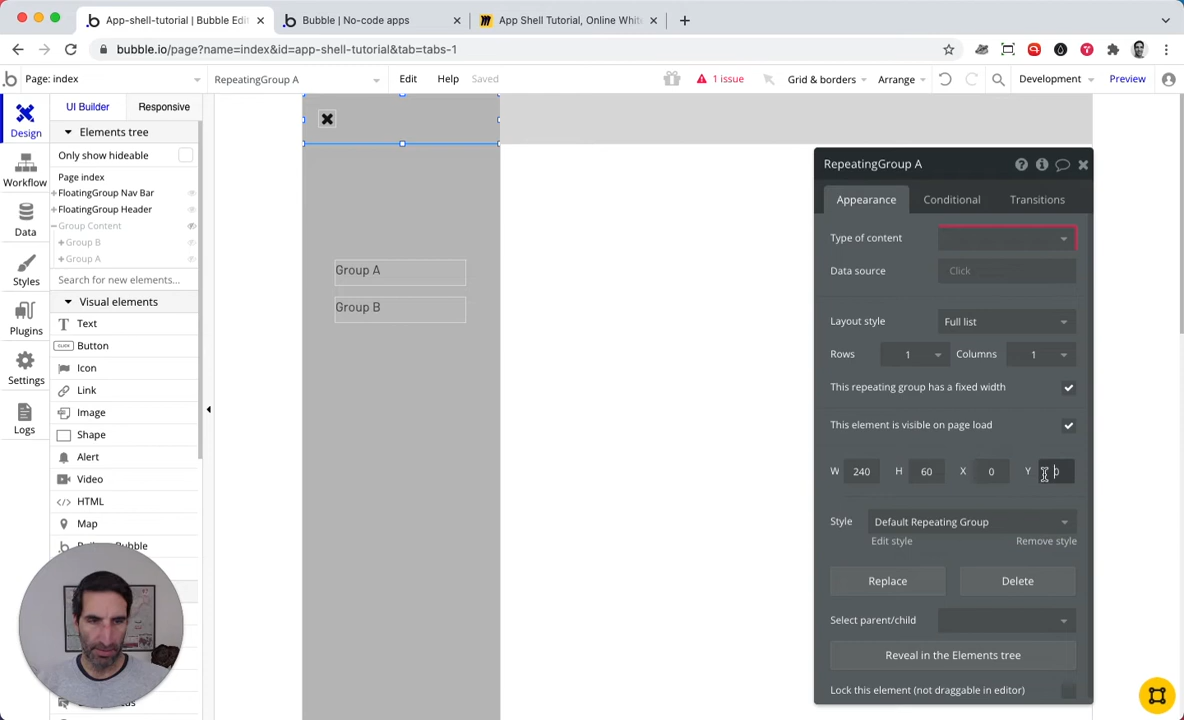 App-shell-tutorial | Bubble Edi
Bubble | No-code apps
App Shell Tutorial, Online Whit
bubble.io/page?name=index&id=app-shell-tutorial&tab=tabs-1
Page: index
RepeatingGroup A
Edit
Help
Saved
1 issue
Grid & borders
Arrange
Development
Preview
Design
Workflow
Data
Styles
Plugins
Settings
Logs
UI Builder
Responsive
Elements tree
Only show hideable
Page index
FloatingGroup Nav Bar
FloatingGroup Header
Group Content
Group B
Group A
Search for new elements...
Visual elements
Text
Button
Icon
Link
Image
Shape
Alert
Video
HTML
Map
Group A
Group B
RepeatingGroup A
Appearance
Conditional
Transitions
Type of content
Data source
Click
Layout style
Full list
Rows
1
Columns
1
This repeating group has a fixed width
This element is visible on page load
W
240
H
60
X
0
Y
0
Style
Default Repeating Group
Edit style
Remove style
Replace
Delete
Select parent/child
Reveal in the Elements tree
Lock this element (not draggable in editor)